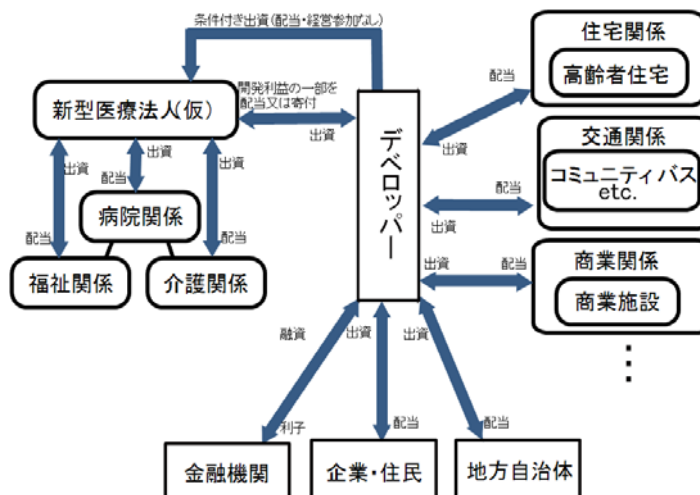 条件付き出資(配当・経営参加なし)
新型医療法人(仮)
開発利益の一部を
配当又は寄付
出資
出資
出資
出資
配当
病院関係
配当
配当
福祉関係
介護関係
デベロッパー
住宅関係
高齢者住宅
配当
出資
交通関係
コミュニティバス
etc.
配当
出資
商業関係
商業施設
出資
配当
融資
出資
出資
利子
配当
配当
金融機関
企業・住民
地方自治体